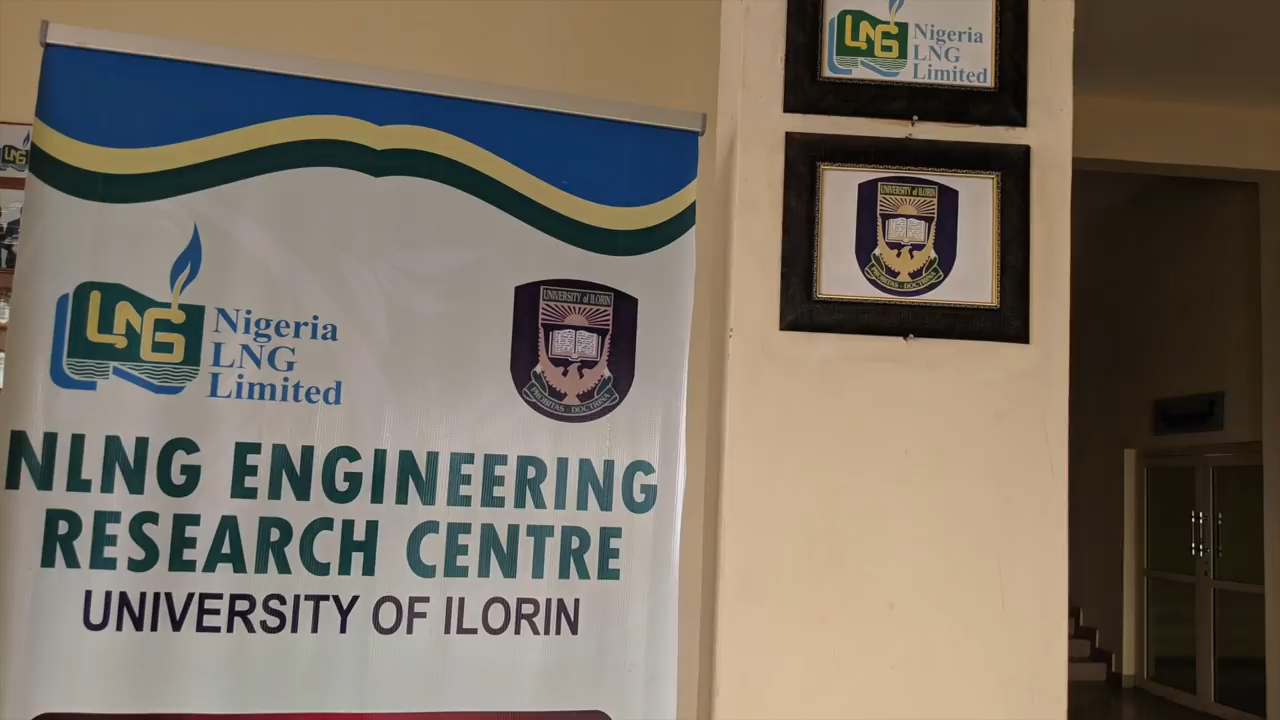 LNG
Nigeria
LNG
Limited
UNIVERSITY of ILORIN
PROBITAS - DOCTRINA
NLNG ENGINEERING
RESEARCH CENTRE
UNIVERSITY OF ILORIN
LNG
Nigeria
LNG
Limited
UNIVERSITY of ILORIN
PROBITAS - DOCTRINA
LNG